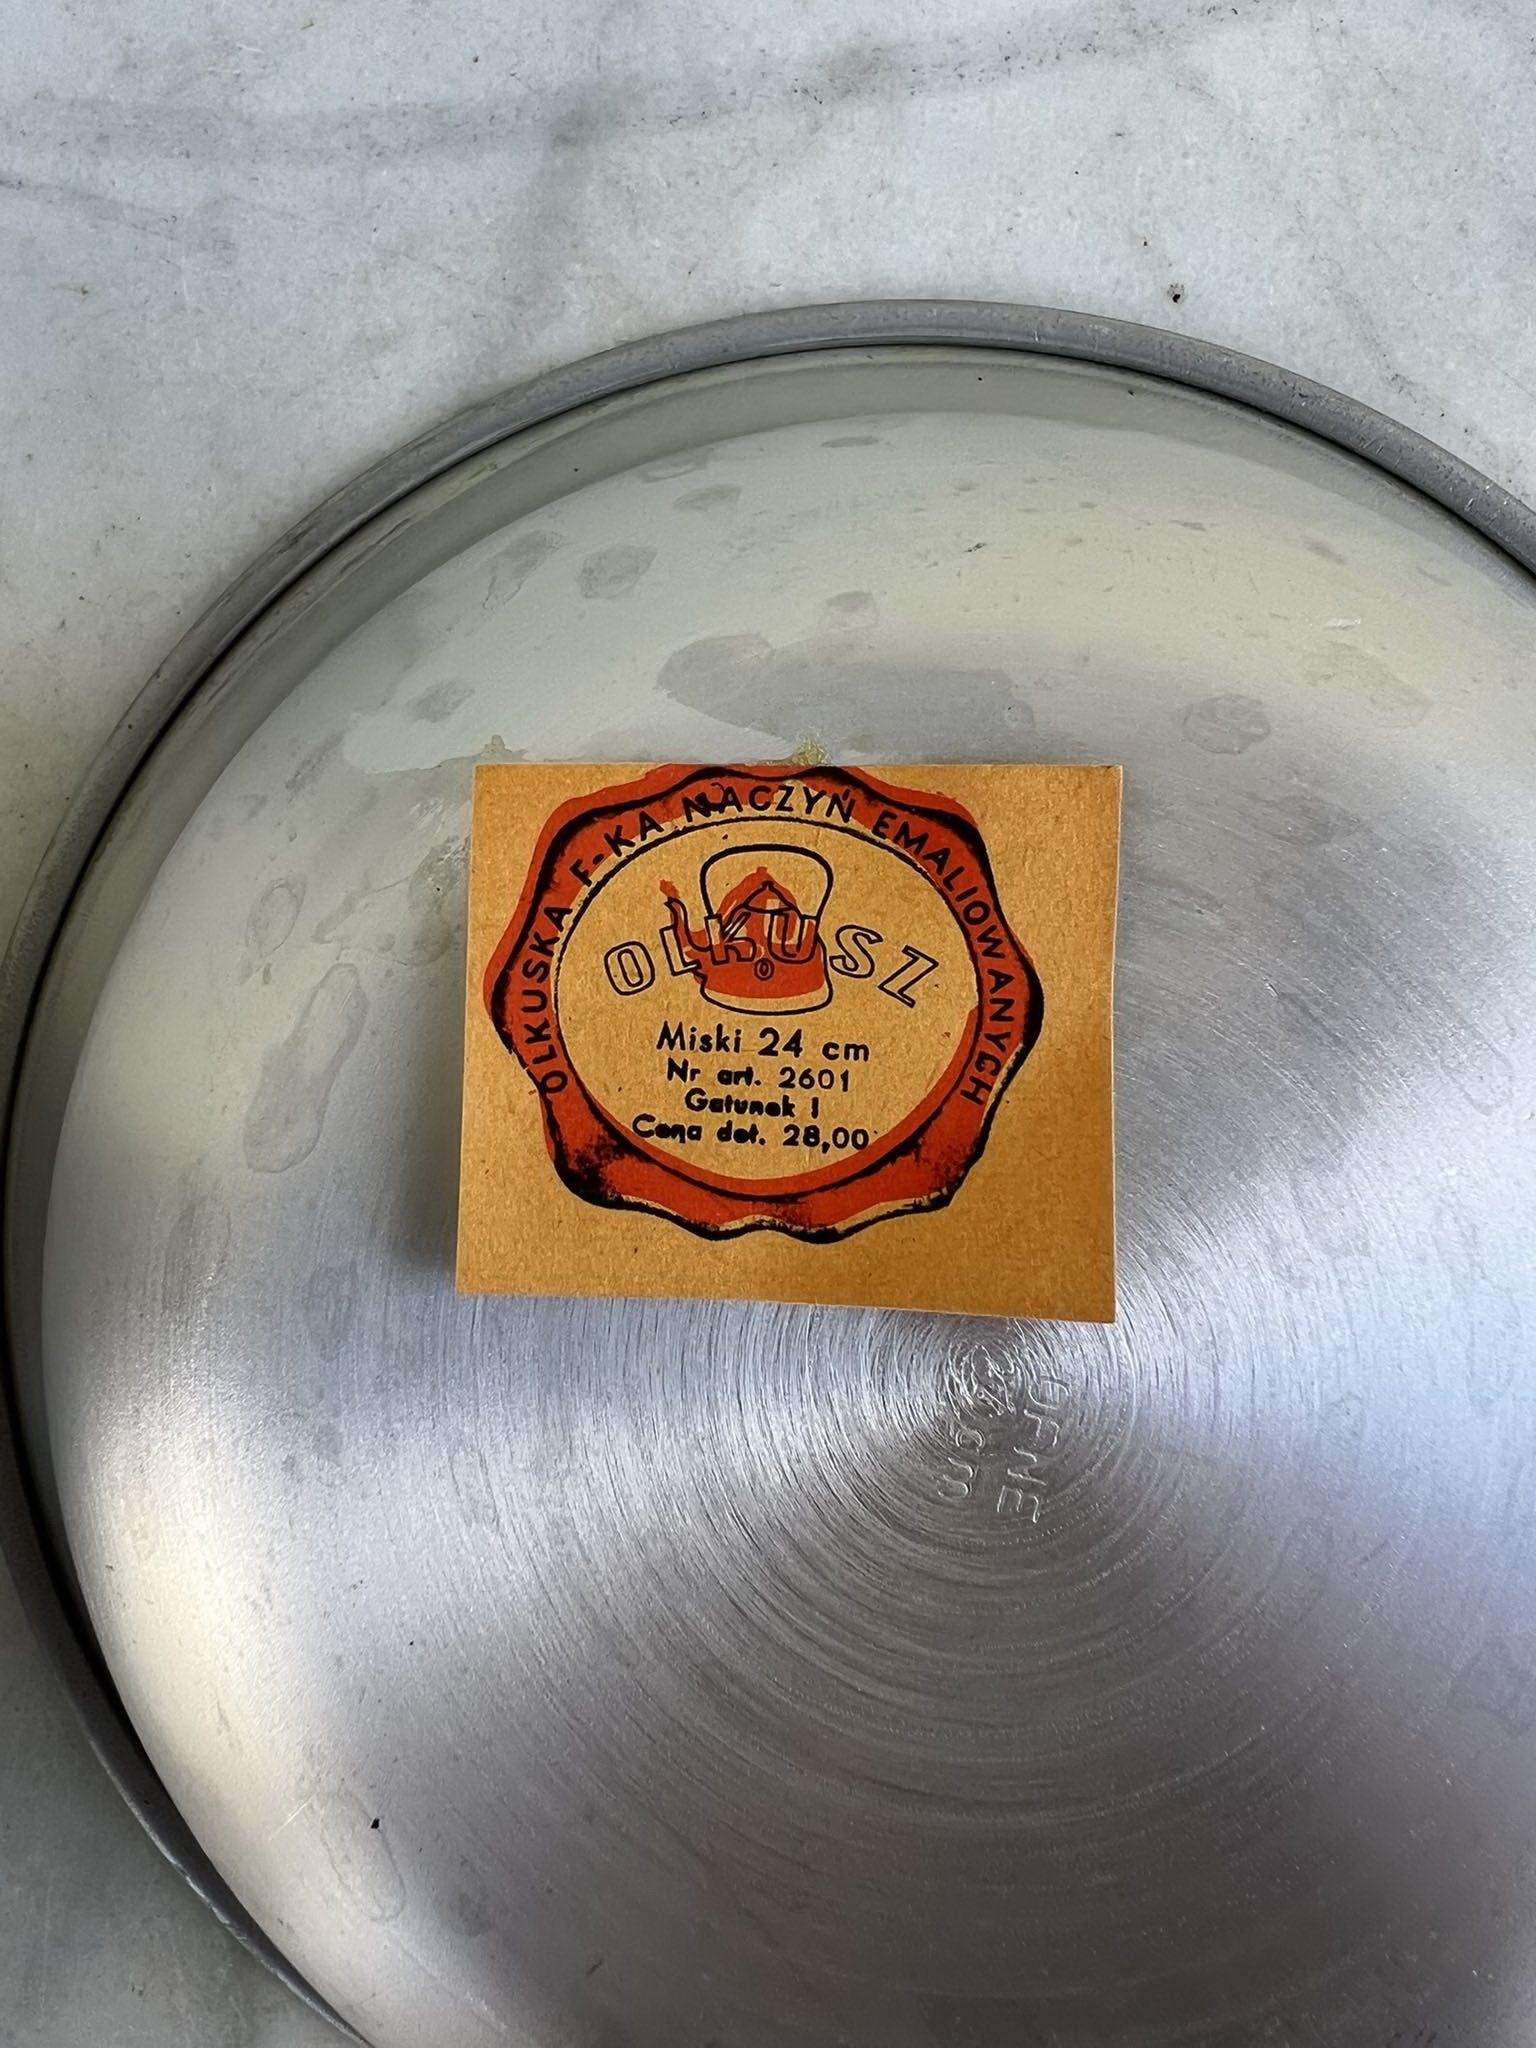 OLKUSKA F-KA NACZYŃ EMALIOWANYCH
OLKUSZ
Miski 24 cm
Nr art. 2601
Gatunek I
Cena det. 28,00